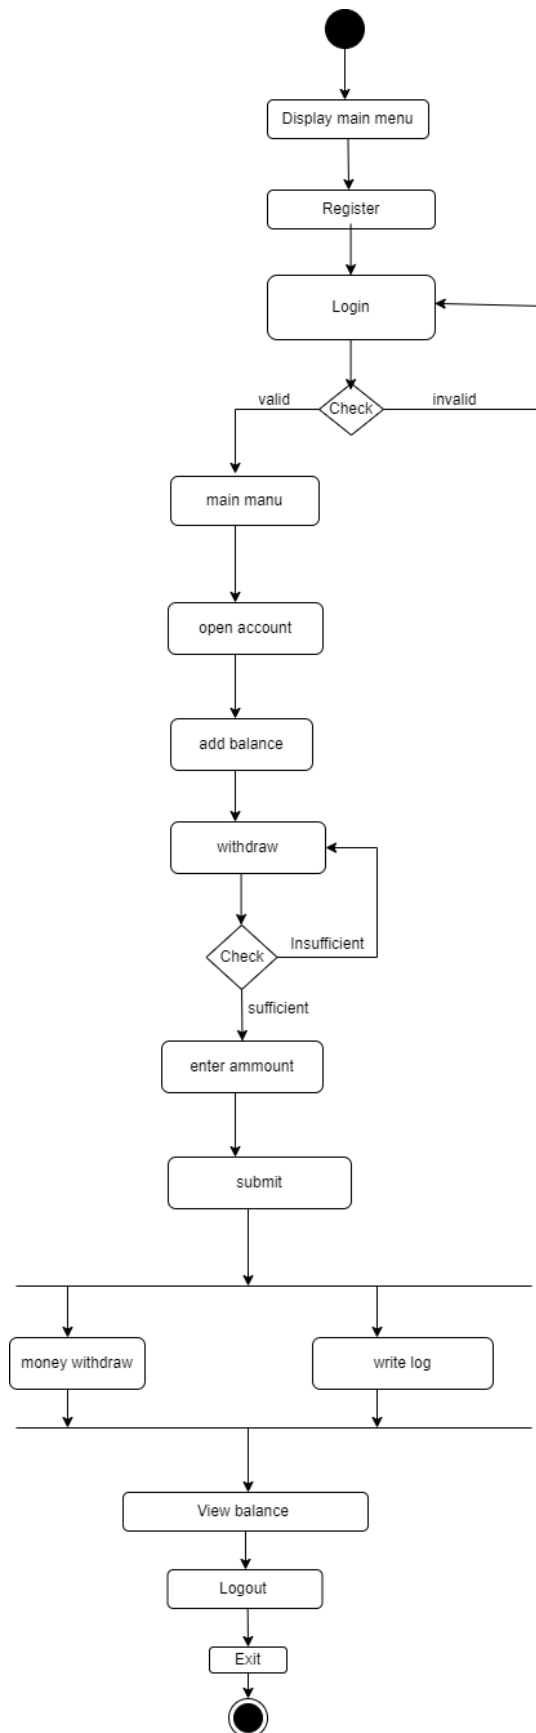 Display main menu
Register
Login
Check
valid
invalid
main manu
open account
add balance
withdraw
Check
Insufficient
sufficient
enter ammount
submit
money withdraw
write log
View balance
Logout
Exit